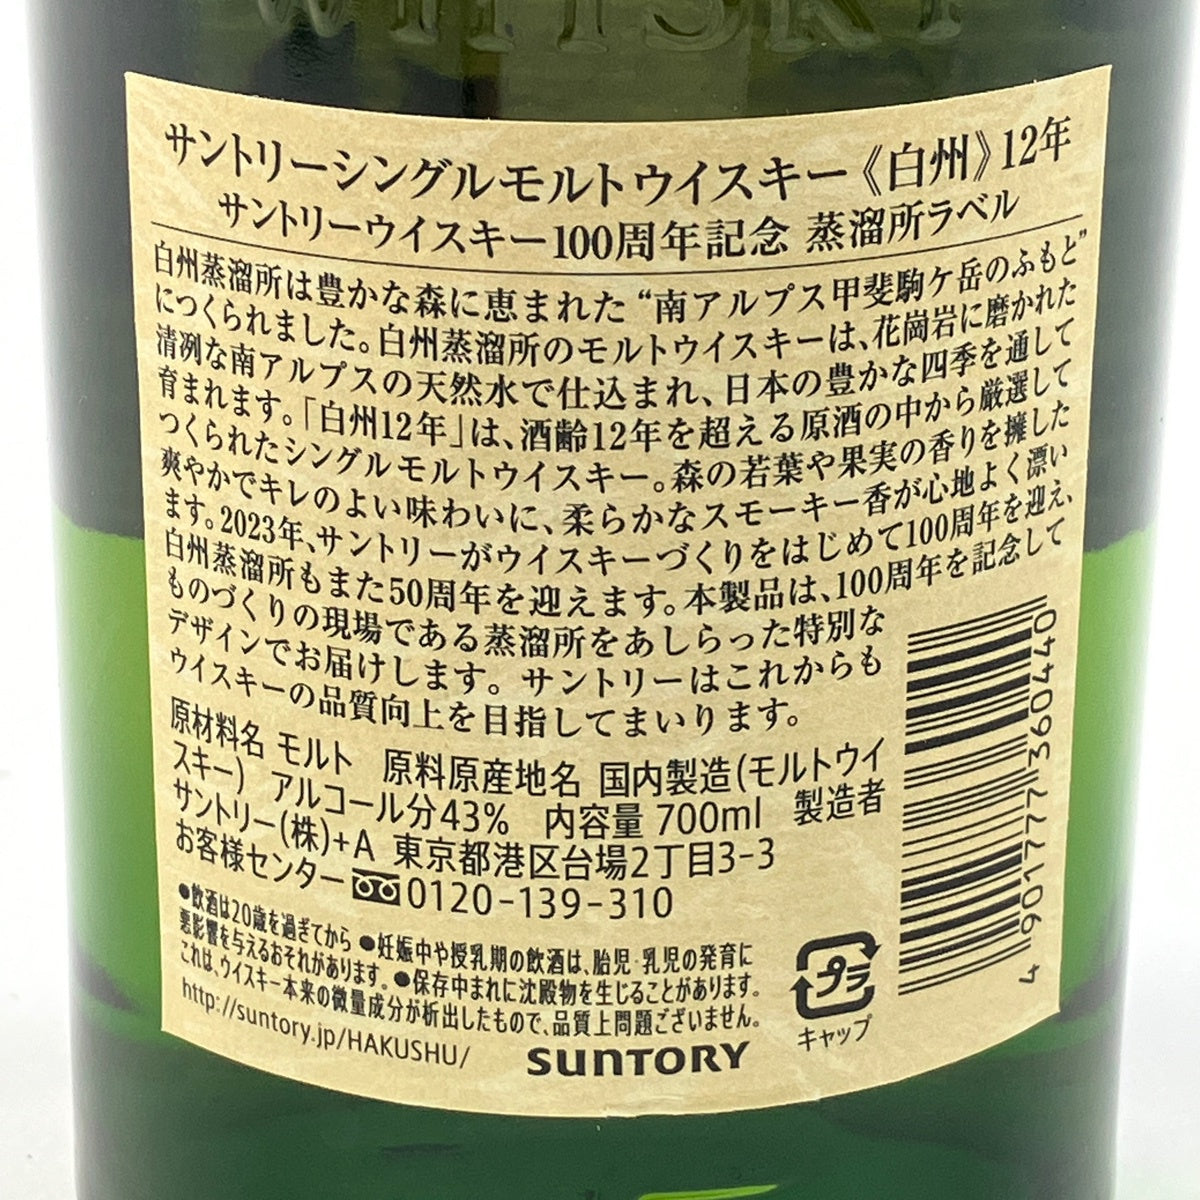 WHISKY
サントリーシングルモルトウイスキー《白州》12年
サントリーウイスキー100周年記念 蒸溜所ラベル
白州蒸溜所は豊かな森に恵まれた“南アルプス甲斐駒ケ岳のふもと”
につくられました。白州蒸溜所のモルトウイスキーは、花崗岩に磨かれた
清冽な南アルプスの天然水で仕込まれ、日本の豊かな四季を通して
育まれます。「白州12年」は、酒齢12年を超える原酒の中から厳選して
つくられたシングルモルトウイスキー。森の若葉や果実の香りを擁した
爽やかでキレのよい味わいに、柔らかなスモーキー香が心地よく漂い
ます。2023年、サントリーがウイスキーづくりをはじめて100周年を迎え、
白州蒸溜所もまた50周年を迎えます。本製品は、100周年を記念して
ものづくりの現場である蒸溜所をあしらった特別な
デザインでお届けします。サントリーはこれからも
ウイスキーの品質向上を目指してまいります。
原材料名 モルト 原料原産地名 国内製造(モルトウイ
スキー) アルコール分43% 内容量 700ml 製造者
サントリー(株)+A 東京都港区台場2丁目3-3
お客様センター 0120-139-310
●飲酒は20歳を過ぎてから ●妊娠中や授乳期の飲酒は、胎児・乳児の発育に
悪影響を与えるおそれがあります。 ●保存中まれに沈殿物を生じることがあります。
これは、ウイスキー本来の微量成分が析出したもので、品質上問題ございません。
http://suntory.jp/HAKUSHU/ SUNTORY
プラ
キャップ
4 901777 360440